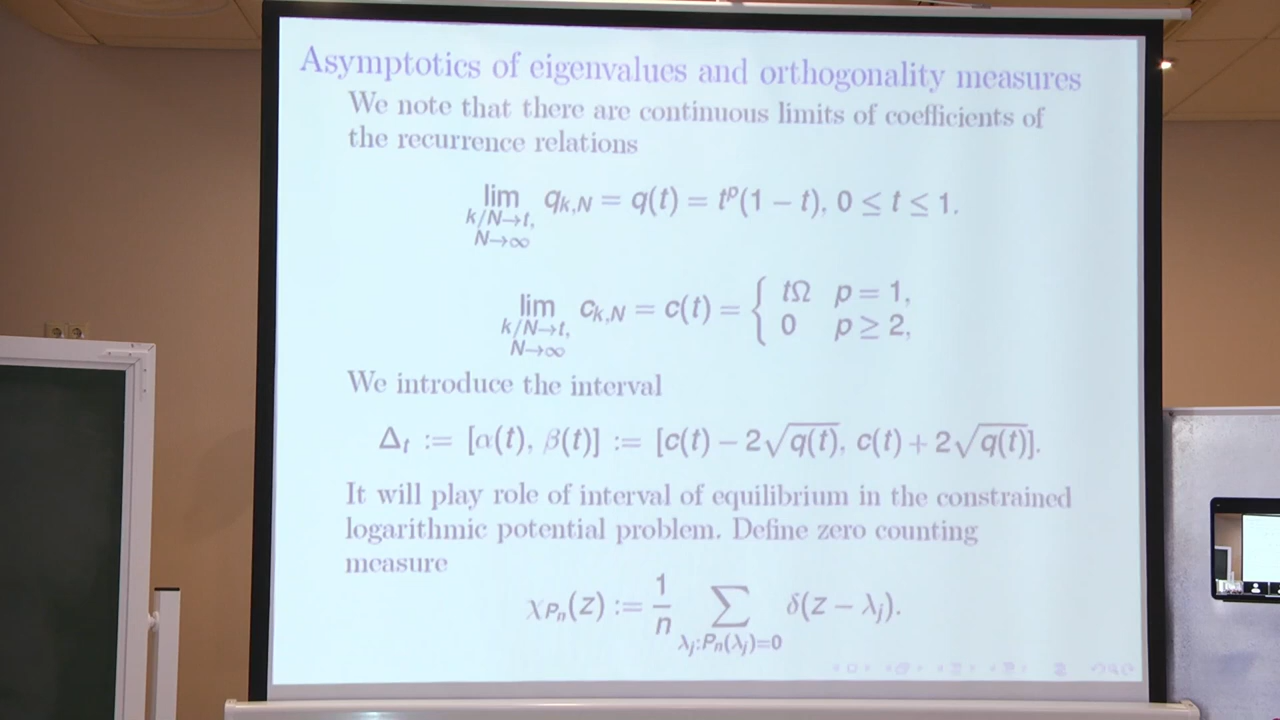 Asymptotics of eigenvalues and orthogonality measures
We note that there are continuous limits of coefficients of
the recurrence relations
lim q_{k,N} = q(t) = t^p(1 − t), 0 ≤ t ≤ 1.
k/N→t,
N→∞
lim c_{k,N} = c(t) = { tΩ p = 1,
k/N→t, 0 p ≥ 2,
N→∞
We introduce the interval
Δ_t := [α(t), β(t)] := [c(t) − 2√q(t), c(t) + 2√q(t)].
It will play role of interval of equilibrium in the constrained
logarithmic potential problem. Define zero counting
measure
χ_{P_n}(z) := 1/n ∑ δ(z − λ_j).
λ_j:P_n(λ_j)=0